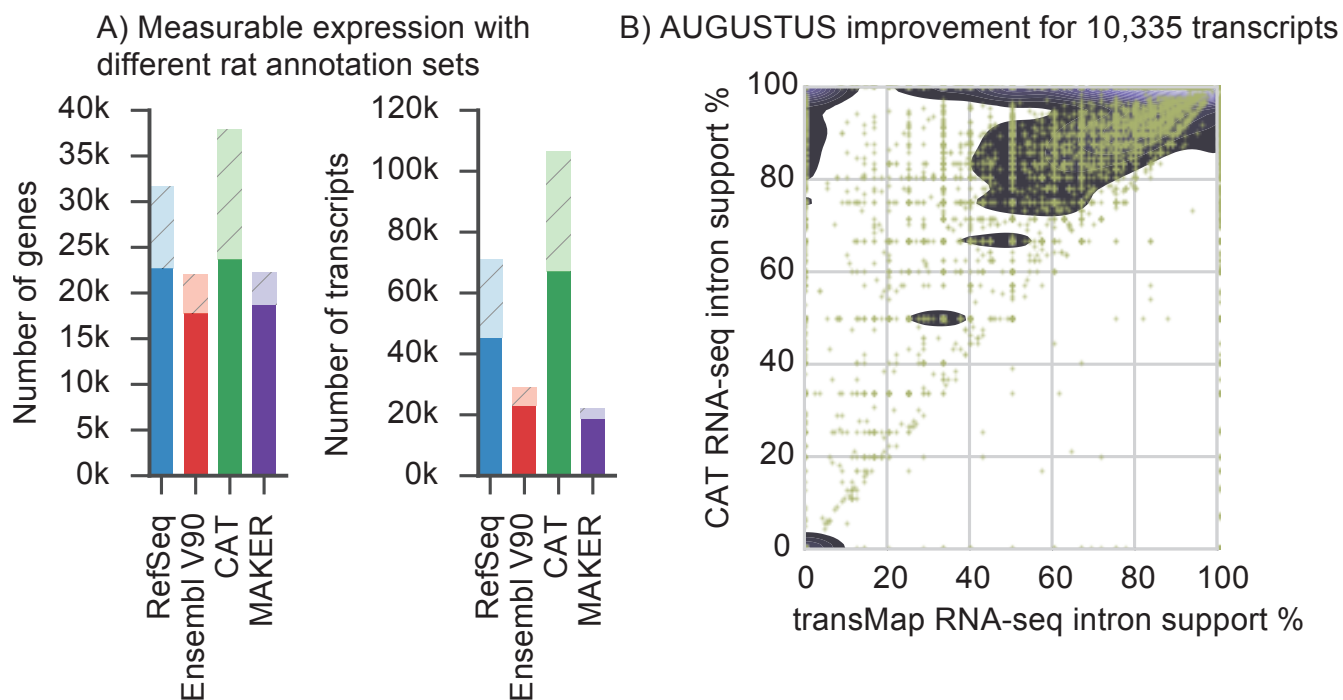 A) Measurable expression with
different rat annotation sets
40k
35k
30k
25k
20k
15k
10k
5k
0k
Number of genes
RefSeq
Ensembl V90
CAT
MAKER
120k
100k
80k
60k
40k
20k
0k
Number of transcripts
RefSeq
Ensembl V90
CAT
MAKER
B) AUGUSTUS improvement for 10,335 transcripts
100
80
60
40
20
0
CAT RNA-seq intron support %
0 20 40 60 80 100
transMap RNA-seq intron support %